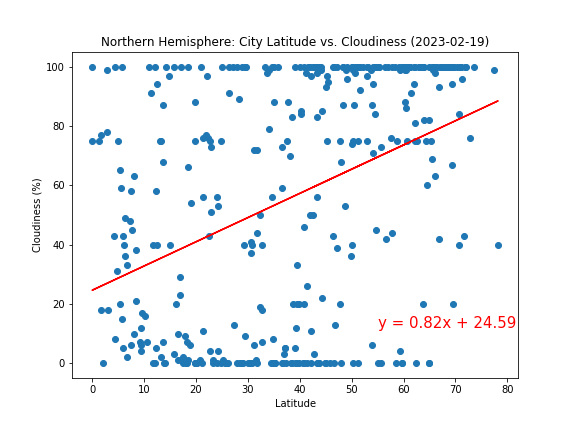 Northern Hemisphere: City Latitude vs. Cloudiness (2023-02-19)
100
80
60
40
20
0
Cloudiness (%)
y = 0.82x + 24.59
0 10 20 30 40 50 60 70 80
Latitude